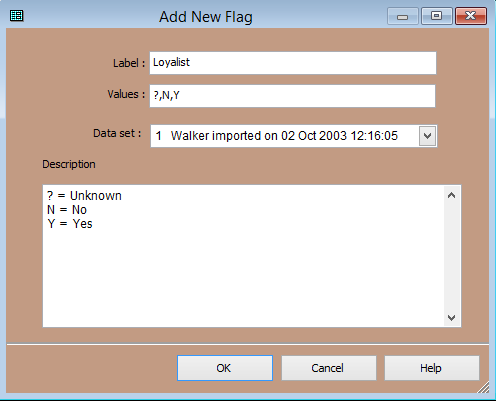 Add New Flag
Label : Loyalist
Values : ?,N,Y
Data set : 1 Walker imported on 02 Oct 2003 12:16:05
Description
? = Unknown
N = No
Y = Yes
OK Cancel Help